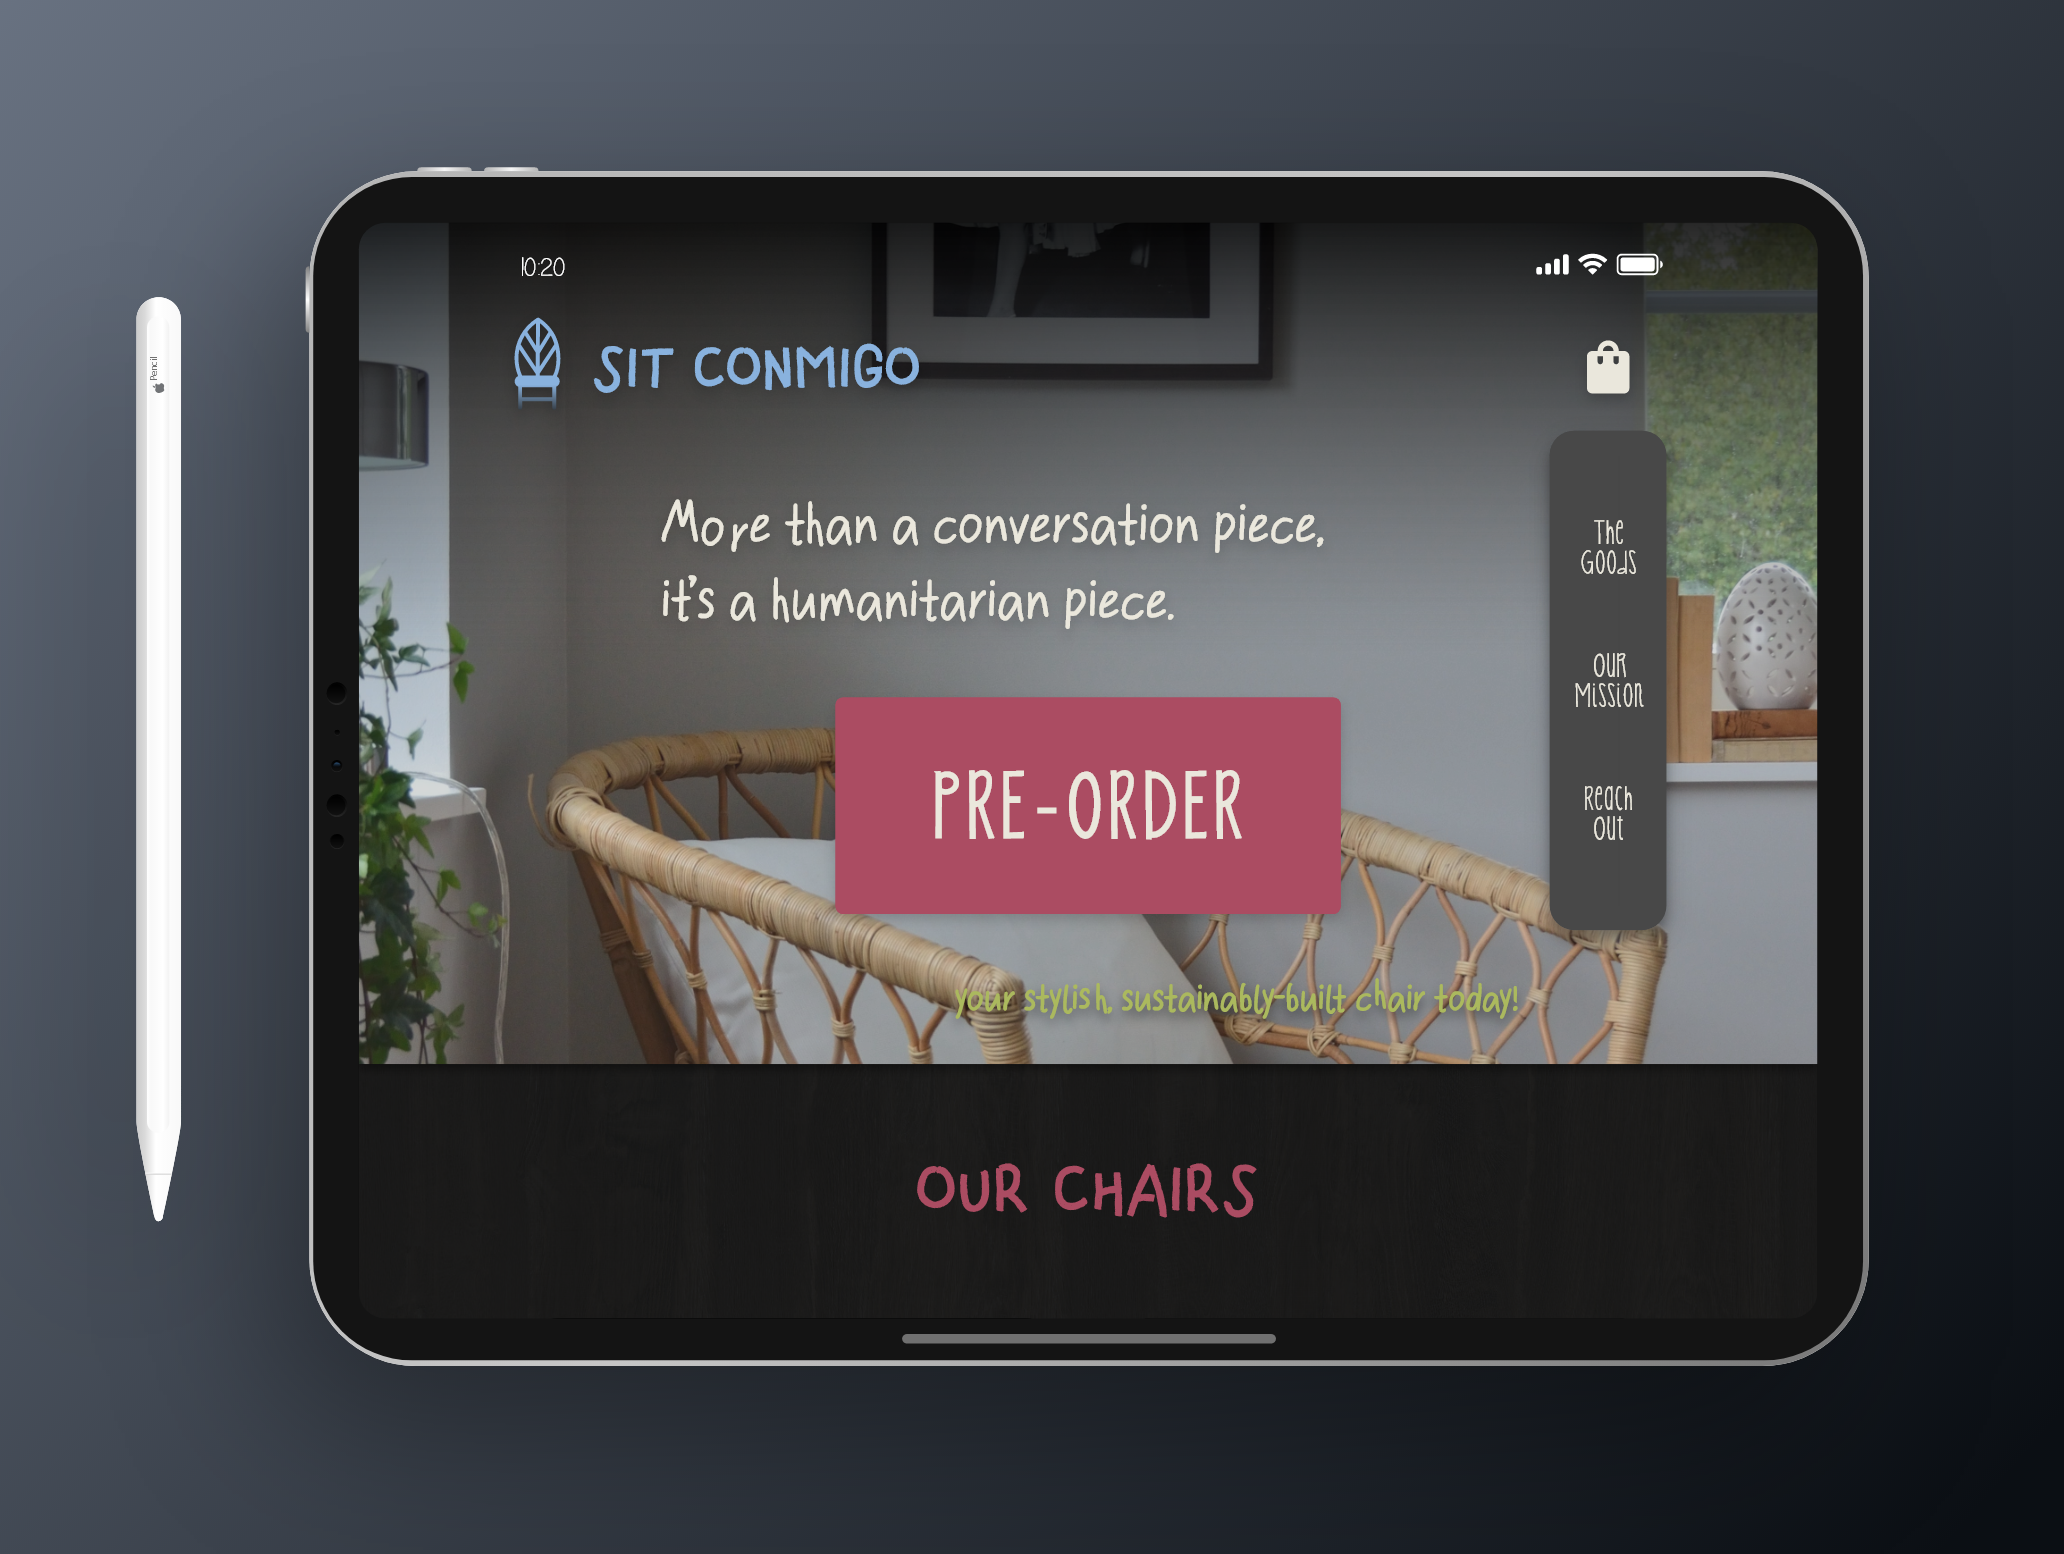 Pencil
10:20
SIT CONMIGO
More than a conversation piece,
it's a humanitarian piece.
The
Goods
our
Mission
Reach
out
PRE-ORDER
your stylish, sustainably-built chair today!
OUR CHAIRS